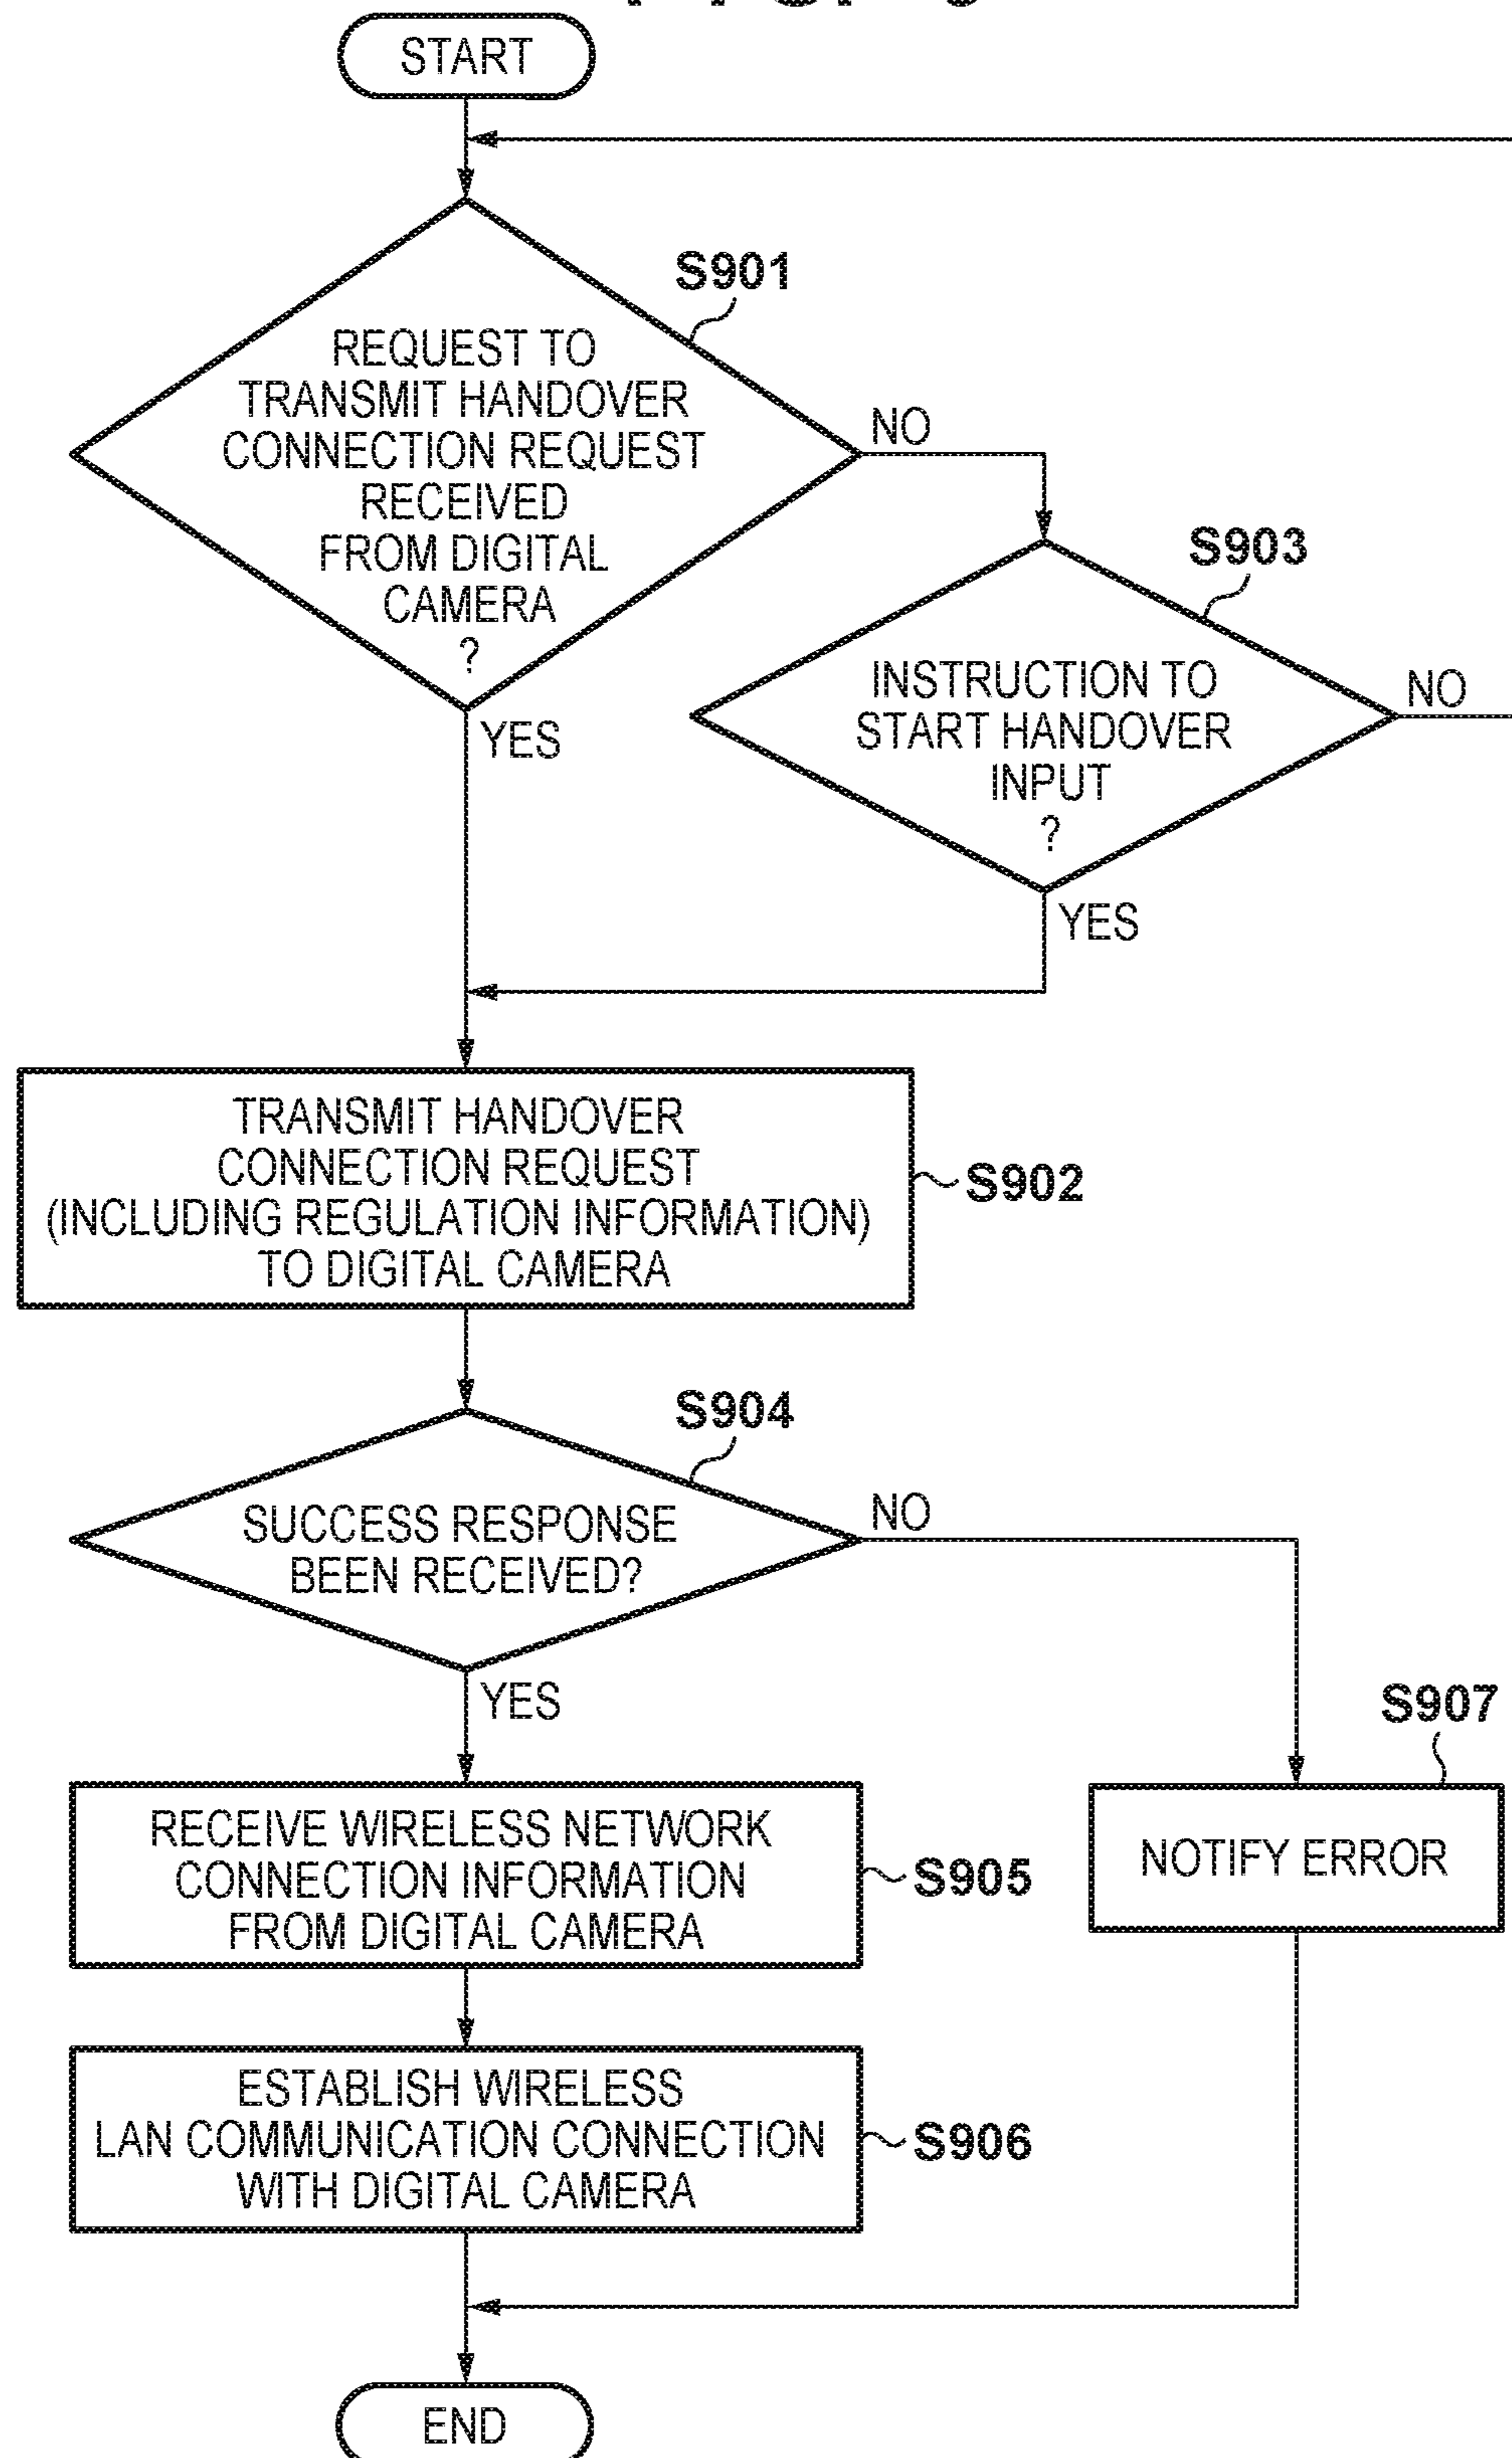 START
S901
REQUEST TO
TRANSMIT HANDOVER
CONNECTION REQUEST
RECEIVED
FROM DIGITAL
CAMERA
?
NO
YES
S903
INSTRUCTION TO
START HANDOVER
INPUT
?
NO
YES
TRANSMIT HANDOVER
CONNECTION REQUEST
(INCLUDING REGULATION INFORMATION)
TO DIGITAL CAMERA
S902
S904
SUCCESS RESPONSE
BEEN RECEIVED?
NO
YES
S907
NOTIFY ERROR
RECEIVE WIRELESS NETWORK
CONNECTION INFORMATION
FROM DIGITAL CAMERA
S905
ESTABLISH WIRELESS
LAN COMMUNICATION CONNECTION
WITH DIGITAL CAMERA
S906
END